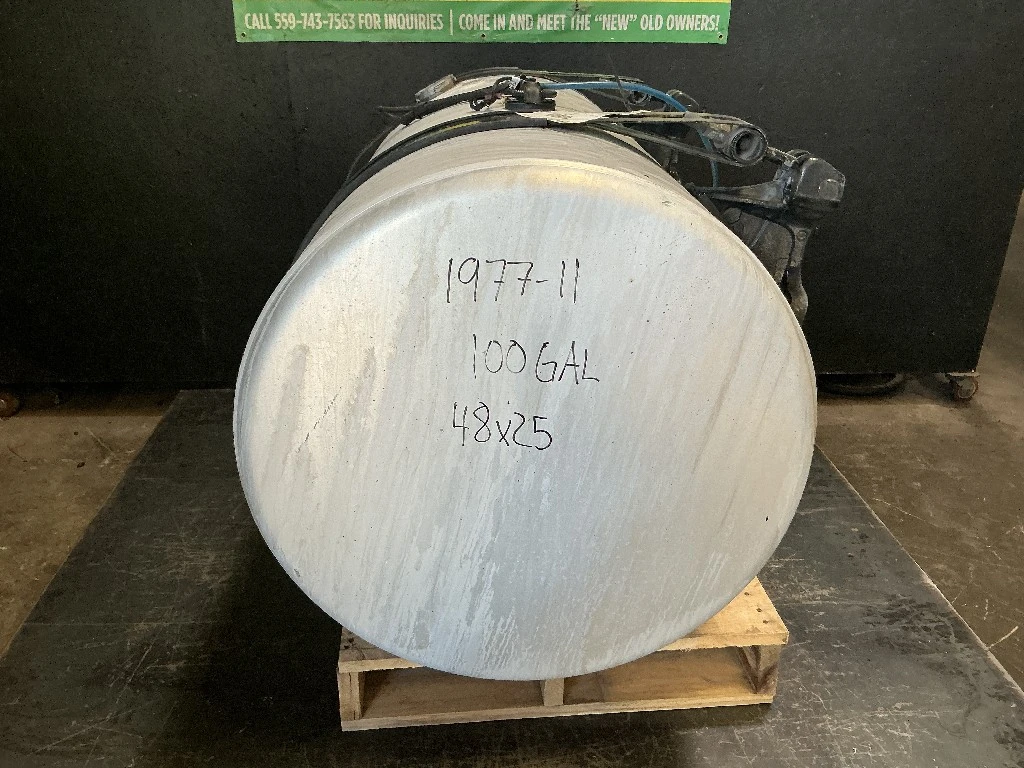 CALL 559-743-7563 FOR INQUIRIES | COME IN AND MEET THE “NEW” OLD OWNERS!
1977-11
100 GAL
48x25